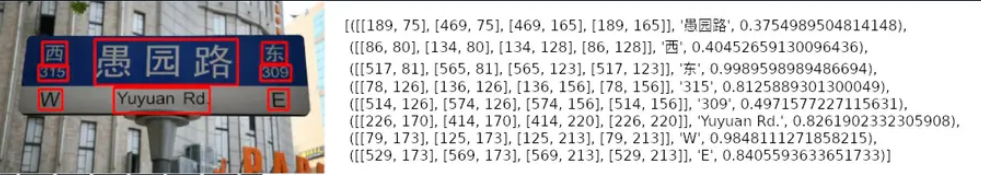 西 愚园路 东
315 309
W Yuyuan Rd. E
[([[189, 75], [469, 75], [469, 165], [189, 165]], '愚园路', 0.3754989504814148),
([[86, 80], [134, 80], [134, 128], [86, 128]], '西', 0.40452659130096436),
([[517, 81], [565, 81], [565, 123], [517, 123]], '东', 0.9989598989486694),
([[78, 126], [136, 126], [136, 156], [78, 156]], '315', 0.8125889301300049),
([[514, 126], [574, 126], [574, 156], [514, 156]], '309', 0.4971577227115631),
([[226, 170], [414, 170], [414, 220], [226, 220]], 'Yuyuan Rd.', 0.8261902332305908),
([[79, 173], [125, 173], [125, 213], [79, 213]], 'W', 0.9848111271858215),
([[529, 173], [569, 173], [569, 213], [529, 213]], 'E', 0.8405593633651733)]